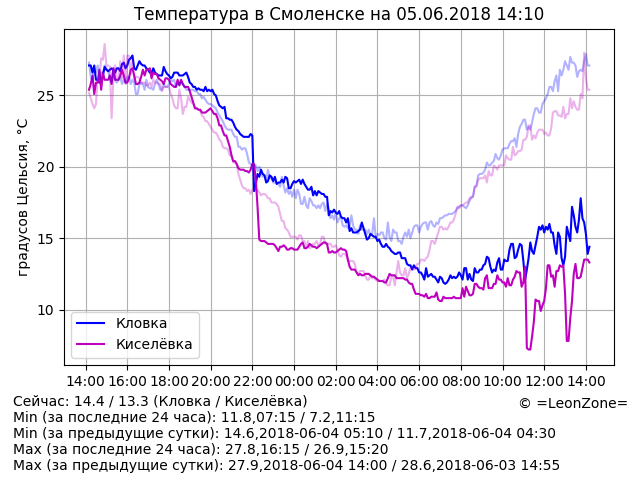 Температура в Смоленске на 05.06.2018 14:10
градусов Цельсия, °C
25
20
15
10
Кловка
Киселёвка
14:00 16:00 18:00 20:00 22:00 00:00 02:00 04:00 06:00 08:00 10:00 12:00 14:00
Сейчас: 14.4 / 13.3 (Кловка / Киселёвка)
© =LeonZone=
Min (за последние 24 часа): 11.8,07:15 / 7.2,11:15
Min (за предыдущие сутки): 14.6,2018-06-04 05:10 / 11.7,2018-06-04 04:30
Max (за последние 24 часа): 27.8,16:15 / 26.9,15:20
Max (за предыдущие сутки): 27.9,2018-06-04 14:00 / 28.6,2018-06-03 14:55